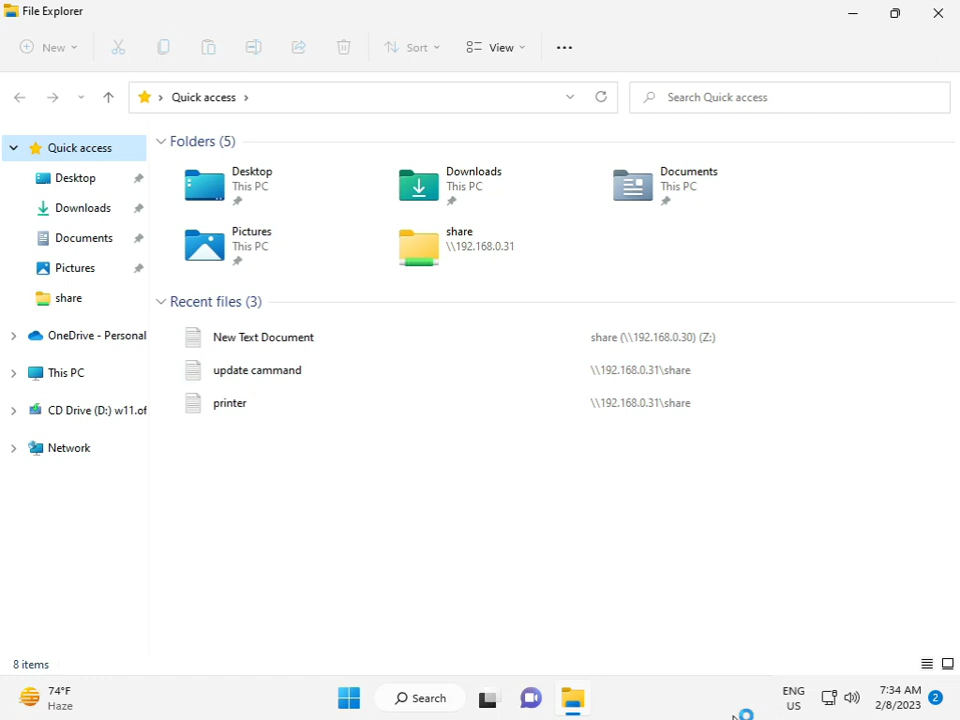 File Explorer
New
Sort
View
Quick access
Search Quick access
Quick access
Desktop
Downloads
Documents
Pictures
share
OneDrive - Personal
This PC
CD Drive (D:) w11.of
Network
Folders (5)
Desktop
This PC
Downloads
This PC
Documents
This PC
Pictures
This PC
share
\\192.168.0.31
Recent files (3)
New Text Document
share (\\192.168.0.30) (Z:)
update cammand
\\192.168.0.31\share
printer
\\192.168.0.31\share
8 items
74°F
Haze
Search
ENG
US
7:34 AM
2/8/2023
2